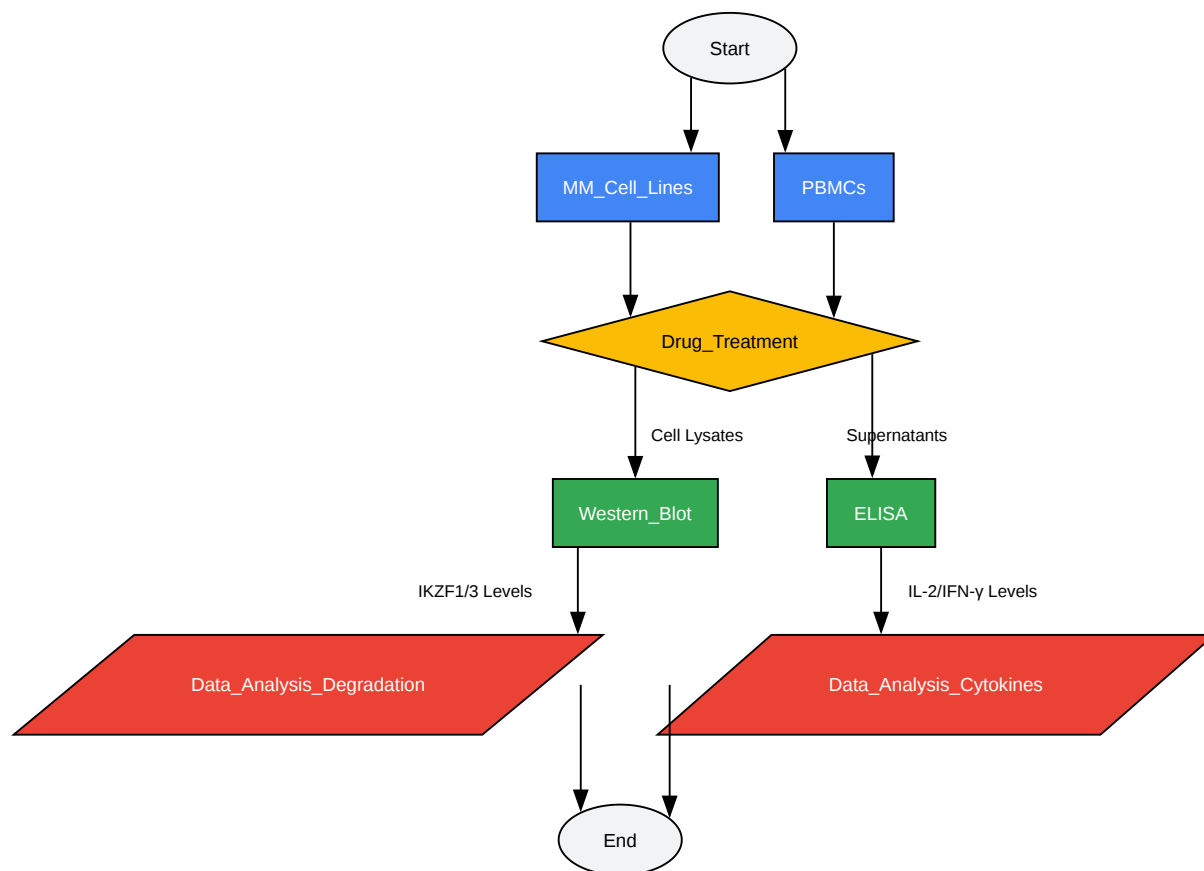 Start
MM_Cell_Lines
PBMCs
Drug_Treatment
Cell Lysates
Supernatants
Western_Blot
ELISA
IKZF1/3 Levels
IL-2/IFN-γ Levels
Data_Analysis_Degradation
Data_Analysis_Cytokines
End